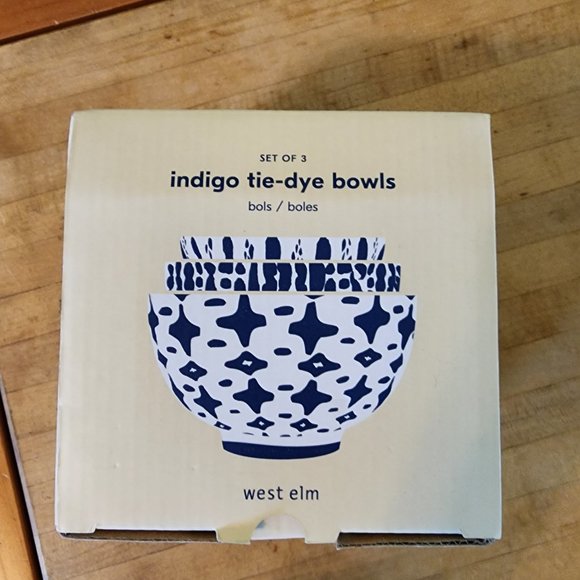 SET OF 3
indigo tie-dye bowls
bols / boles
west elm